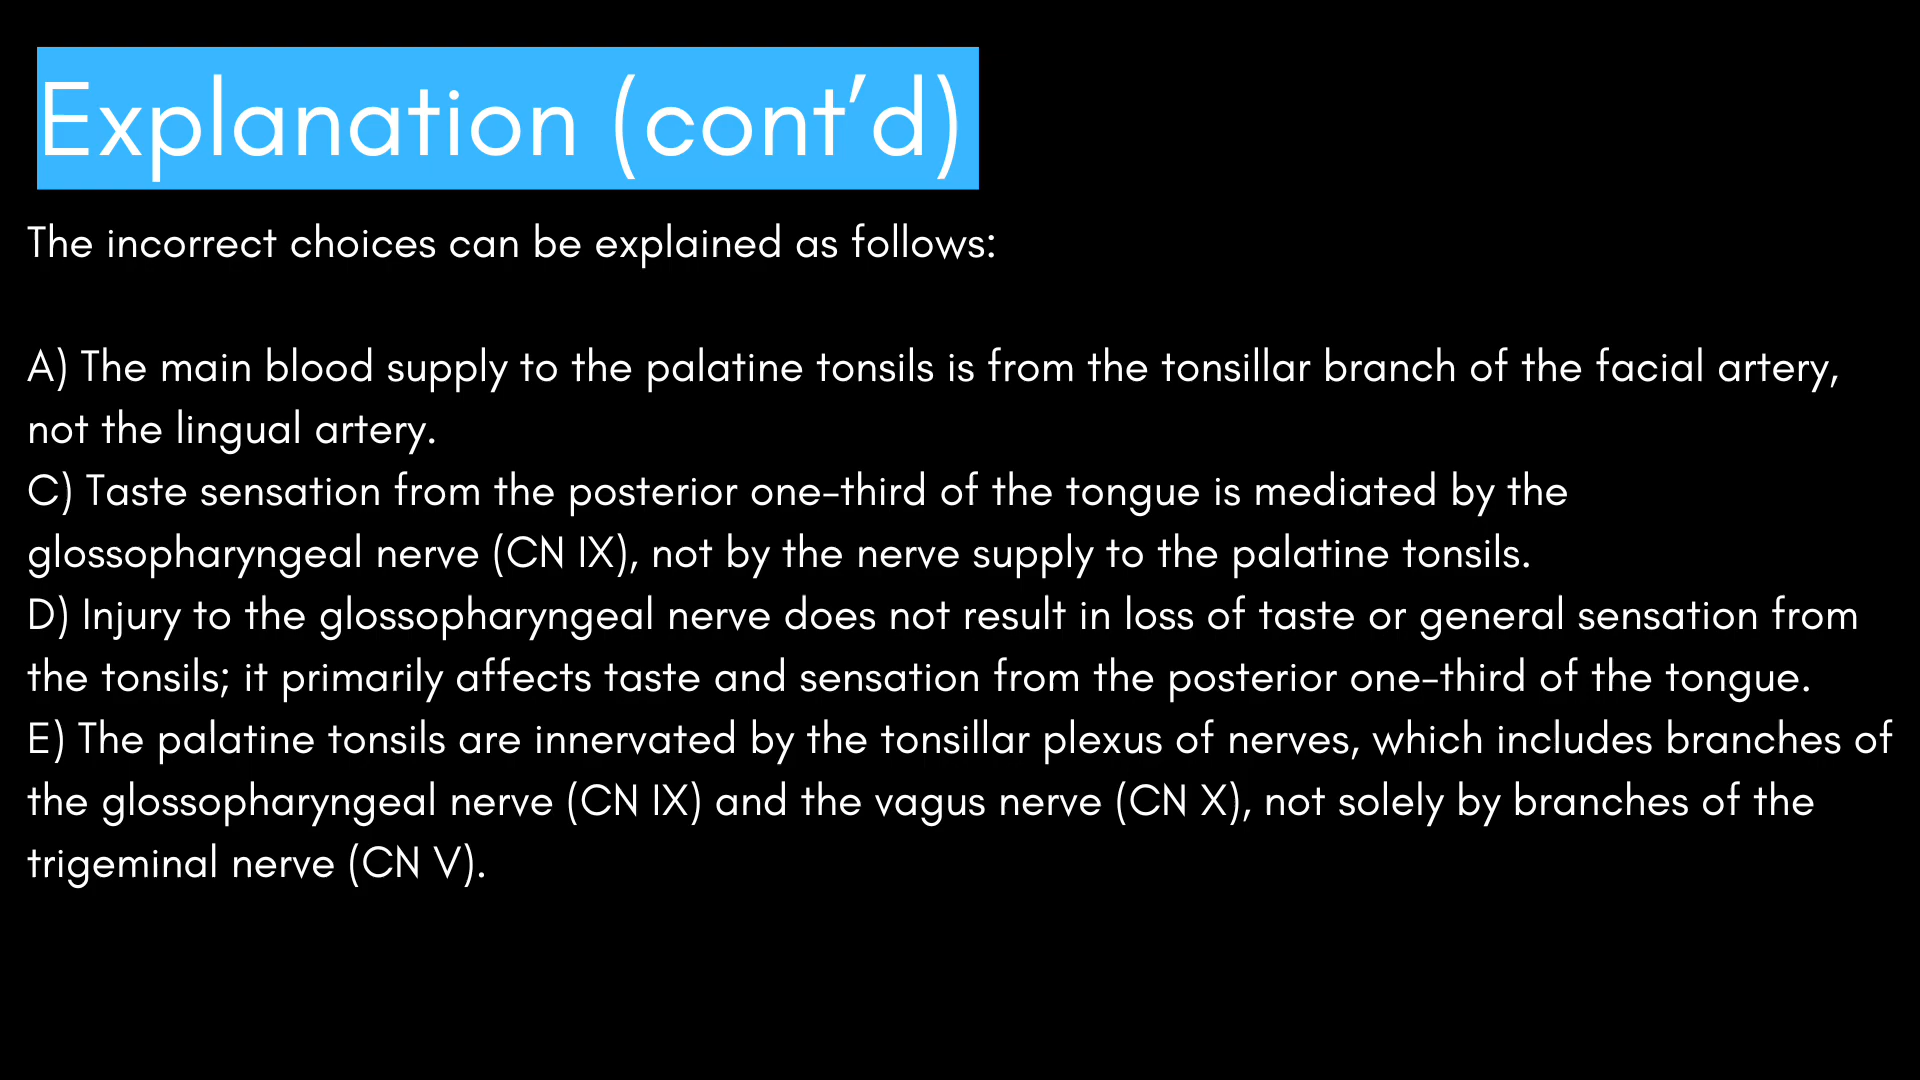 Explanation (cont’d)
The incorrect choices can be explained as follows:
A) The main blood supply to the palatine tonsils is from the tonsillar branch of the facial artery,
not the lingual artery.
C) Taste sensation from the posterior one-third of the tongue is mediated by the
glossopharyngeal nerve (CN IX), not by the nerve supply to the palatine tonsils.
D) Injury to the glossopharyngeal nerve does not result in loss of taste or general sensation from
the tonsils; it primarily affects taste and sensation from the posterior one-third of the tongue.
E) The palatine tonsils are innervated by the tonsillar plexus of nerves, which includes branches of
the glossopharyngeal nerve (CN IX) and the vagus nerve (CN X), not solely by branches of the
trigeminal nerve (CN V).